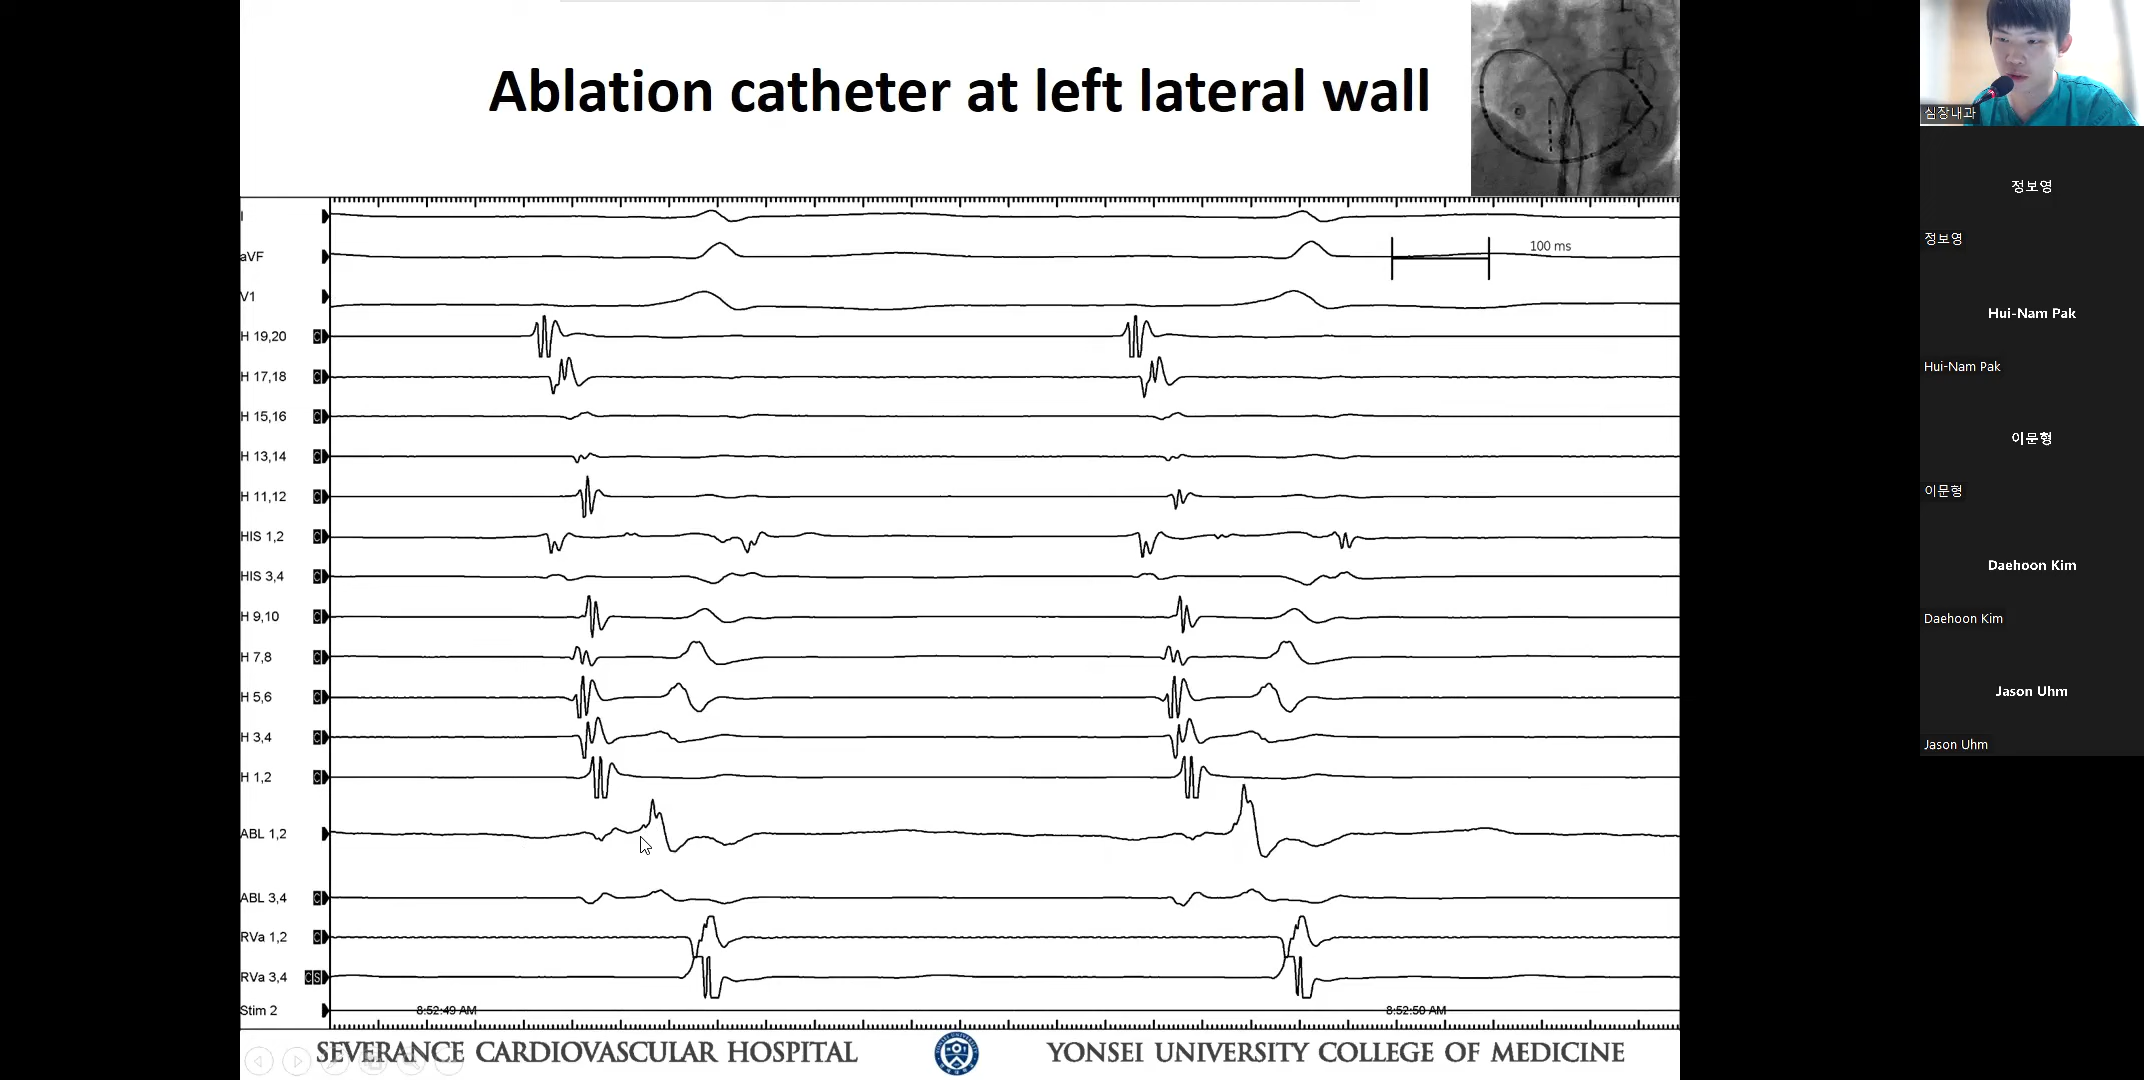 Ablation catheter at left lateral wall
I
aVF
100 ms
V1
H 19,20
H 17,18
H 15,16
H 13,14
H 11,12
HIS 1,2
HIS 3,4
H 9,10
H 7,8
H 5,6
H 3,4
H 1,2
ABL 1,2
ABL 3,4
RVa 1,2
RVa 3,4
Stim 2
8:52:49 AM
8:52:50 AM
SEVERANCE CARDIOVASCULAR HOSPITAL
YONSEI UNIVERSITY COLLEGE OF MEDICINE
심장내과
정보영
정보영
Hui-Nam Pak
Hui-Nam Pak
이문형
이문형
Daehoon Kim
Daehoon Kim
Jason Uhm
Jason Uhm